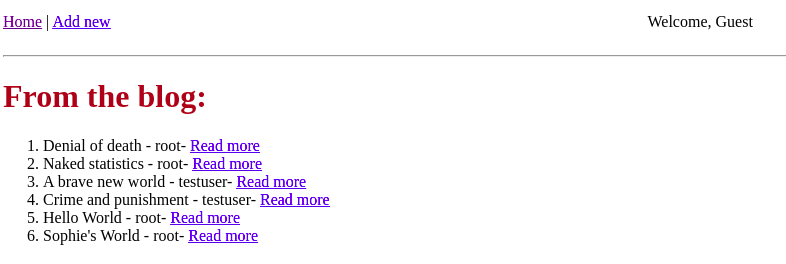 Home | Add new Welcome, Guest
From the blog:
1. Denial of death - root- Read more
2. Naked statistics - root- Read more
3. A brave new world - testuser- Read more
4. Crime and punishment - testuser- Read more
5. Hello World - root- Read more
6. Sophie's World - root- Read more